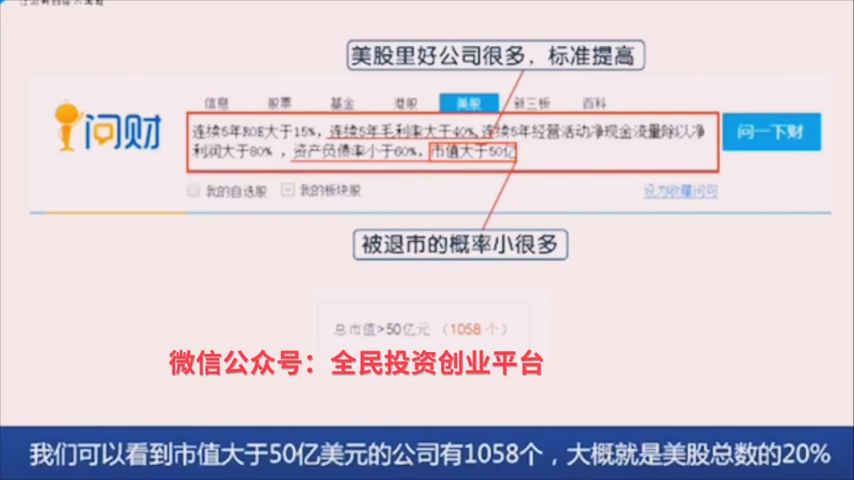 美股里好公司很多，标准提高
信息 股票 基金 港股 美股 新三板 百科
问财
连续5年ROE大于15%，连续5年毛利率大于40%,连续5年经营活动净现金流量除以净
利润大于80% ，资产负债率小于60%，市值大于50亿
问一下财
我的自选股 我的板块股
设为收藏问句
被退市的概率小很多
总市值>50亿元 （1058 个）
微信公众号：全民投资创业平台
我们可以看到市值大于50亿美元的公司有1058个，大概就是美股总数的20%